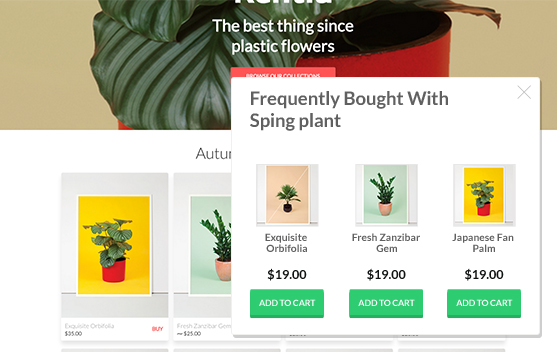 The best thing since
plastic flowers
BROWSE OUR COLLECTIONS
Frequently Bought With
Sping plant
Exquisite
Orbifolia
Fresh Zanzibar
Gem
Japanese Fan
Palm
$19.00
$19.00
$19.00
ADD TO CART
ADD TO CART
ADD TO CART
Exquisite Orbifolia
$35.00
BUY
Fresh Zanzibar Gem
$25.00